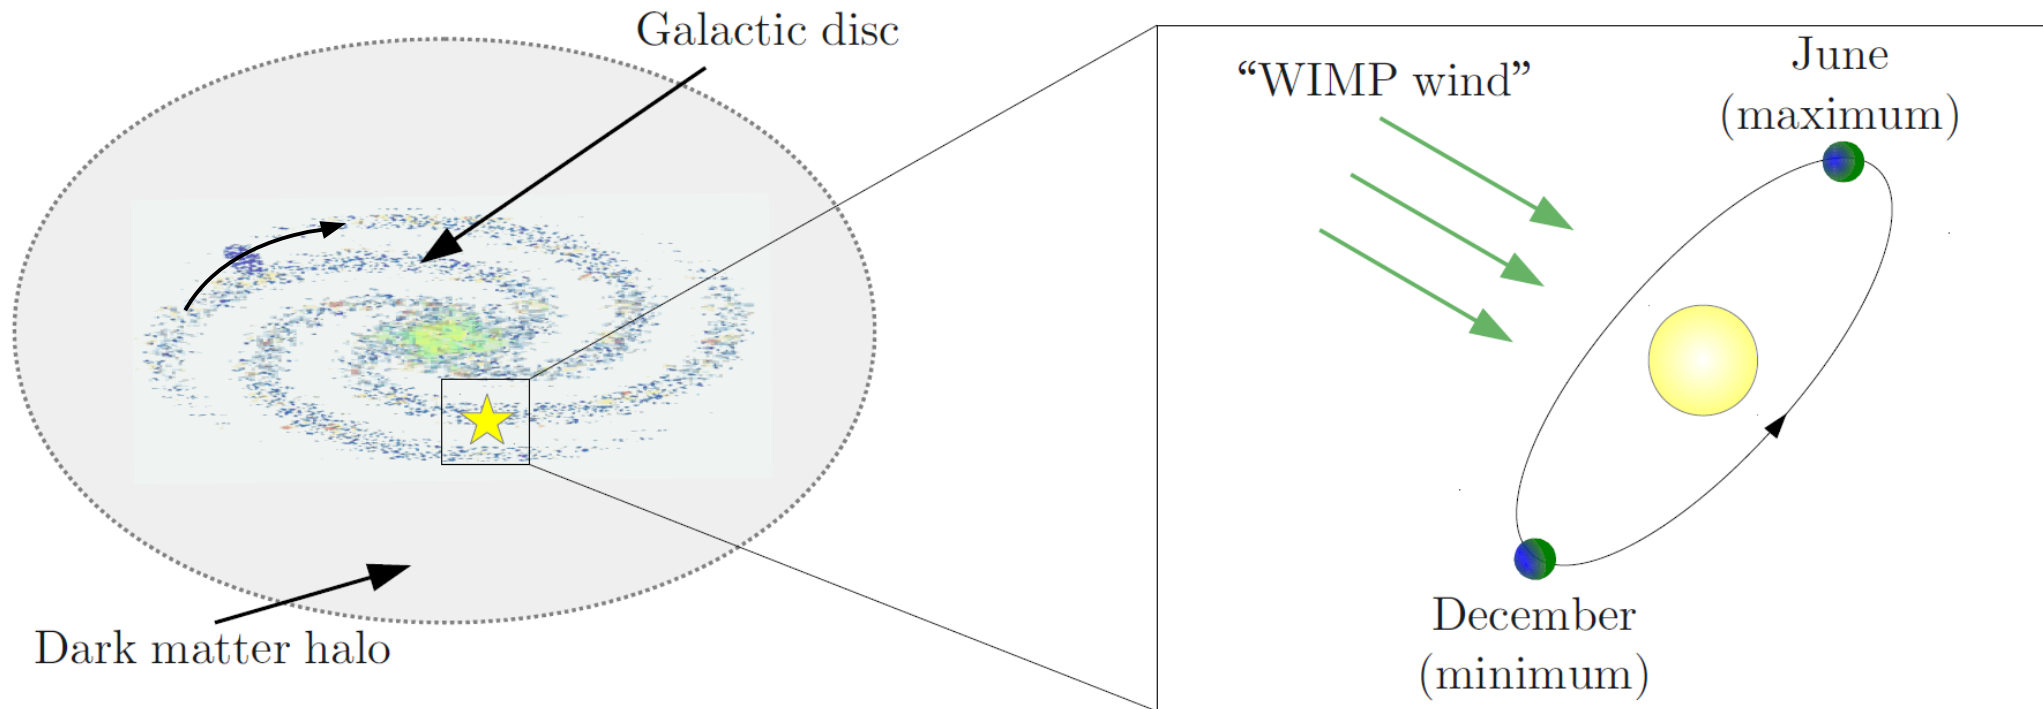 Galactic disc
Dark matter halo
“WIMP wind”
June
(maximum)
December
(minimum)